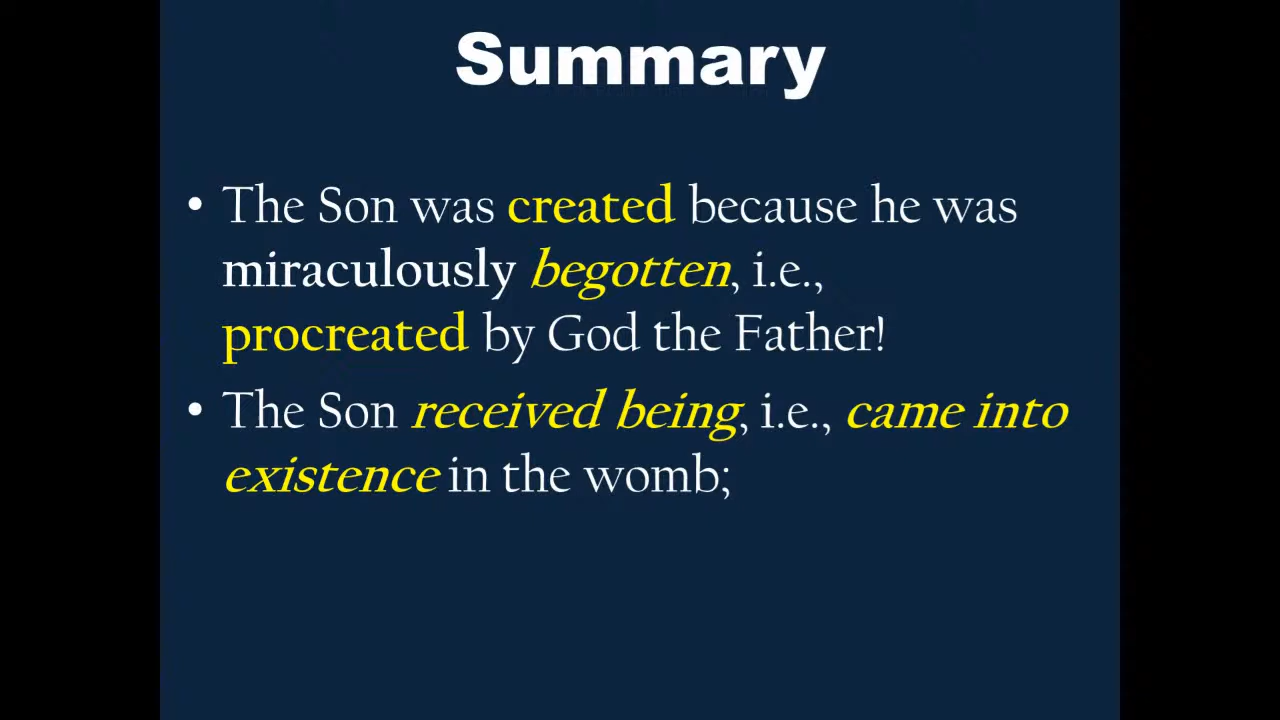 Summary
• The Son was created because he was
miraculously begotten, i.e.,
procreated by God the Father!
• The Son received being, i.e., came into
existence in the womb;